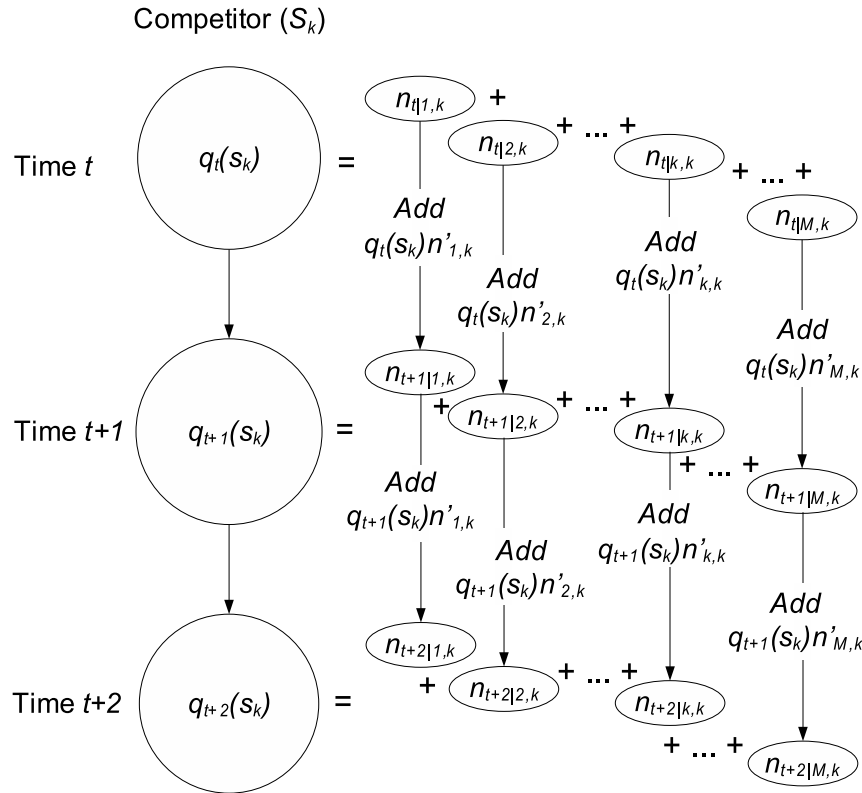 Competitor (Sₖ)
Time t
qₜ(sₖ)
=
nₜ|₁,ₖ
+
nₜ|₂,ₖ
+ ... +
nₜ|ₖ,ₖ
+ ... +
nₜ|M,ₖ
Add
qₜ(sₖ)n'₁,ₖ
Add
qₜ(sₖ)n'₂,ₖ
Add
qₜ(sₖ)n'ₖ,ₖ
Add
qₜ(sₖ)n'M,ₖ
Time t+1
qₜ₊₁(sₖ)
=
nₜ₊₁|₁,ₖ
+
nₜ₊₁|₂,ₖ
+ ... +
nₜ₊₁|ₖ,ₖ
+ ... +
nₜ₊₁|M,ₖ
Add
qₜ₊₁(sₖ)n'₁,ₖ
Add
qₜ₊₁(sₖ)n'₂,ₖ
Add
qₜ₊₁(sₖ)n'ₖ,ₖ
Add
qₜ₊₁(sₖ)n'M,ₖ
Time t+2
qₜ₊₂(sₖ)
=
nₜ₊₂|₁,ₖ
+
nₜ₊₂|₂,ₖ
+ ... +
nₜ₊₂|ₖ,ₖ
+ ... +
nₜ₊₂|M,ₖ